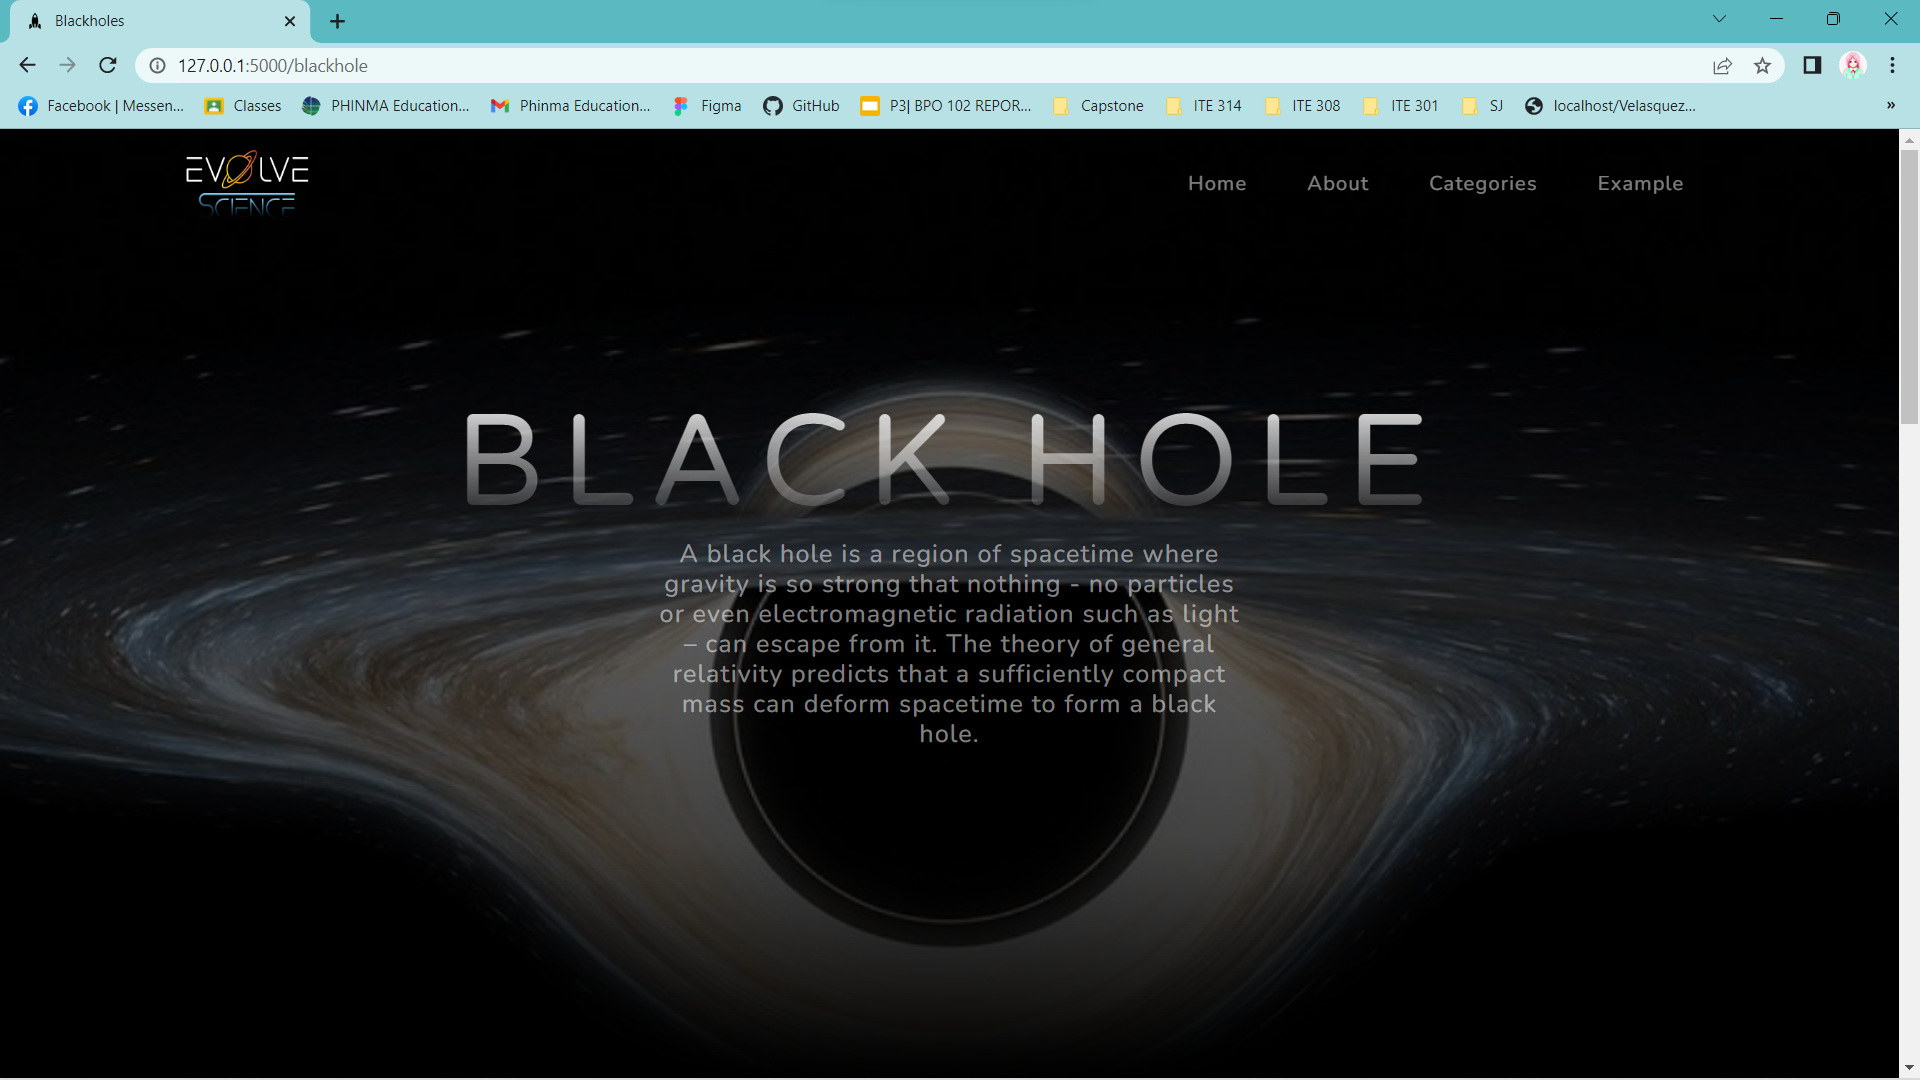 Blackholes
127.0.0.1:5000/blackhole
Facebook | Messen... Classes PHINMA Education... Phinma Education... Figma GitHub P3| BPO 102 REPOR... Capstone ITE 314 ITE 308 ITE 301 SJ localhost/Velasquez... »
EVOLVE
SCIENCE
Home About Categories Example
BLACK HOLE
A black hole is a region of spacetime where
gravity is so strong that nothing - no particles
or even electromagnetic radiation such as light
– can escape from it. The theory of general
relativity predicts that a sufficiently compact
mass can deform spacetime to form a black
hole.